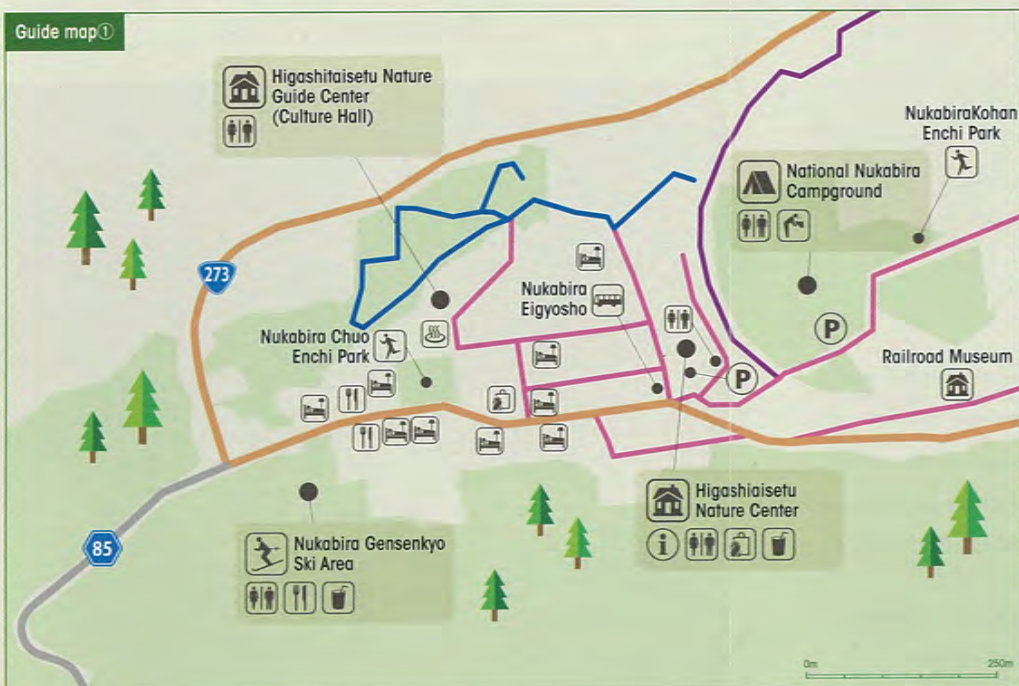 Guide map①
Higashitaisetu Nature
Guide Center
(Culture Hall)
NukabiraKohan
Enchi Park
National Nukabira
Campground
273
Nukabira
Eigyosho
Nukabira Chuo
Enchi Park
P
P
Railroad Museum
Higashiaisetu
Nature Center
i
85
Nukabira Gensenkyo
Ski Area
0m
250m